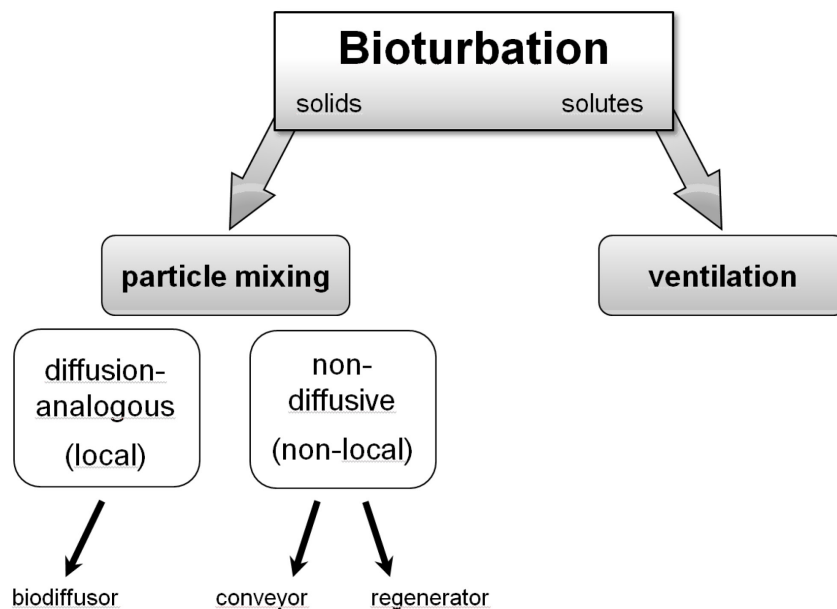 Bioturbation
solids
solutes
particle mixing
ventilation
diffusion-
analogous
(local)
non-
diffusive
(non-local)
biodiffusor
conveyor
regenerator